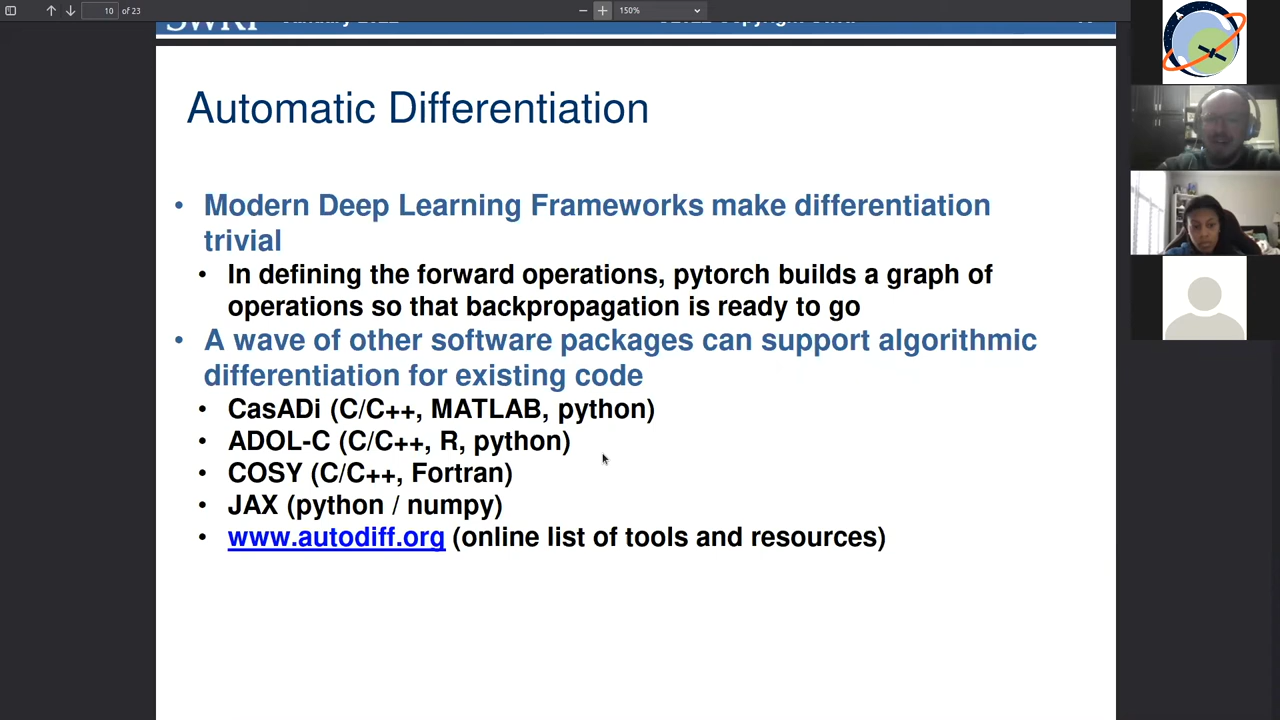 10 of 23
150%
Automatic Differentiation
• Modern Deep Learning Frameworks make differentiation
trivial
• In defining the forward operations, pytorch builds a graph of
operations so that backpropagation is ready to go
• A wave of other software packages can support algorithmic
differentiation for existing code
• CasADi (C/C++, MATLAB, python)
• ADOL-C (C/C++, R, python)
• COSY (C/C++, Fortran)
• JAX (python / numpy)
• www.autodiff.org (online list of tools and resources)